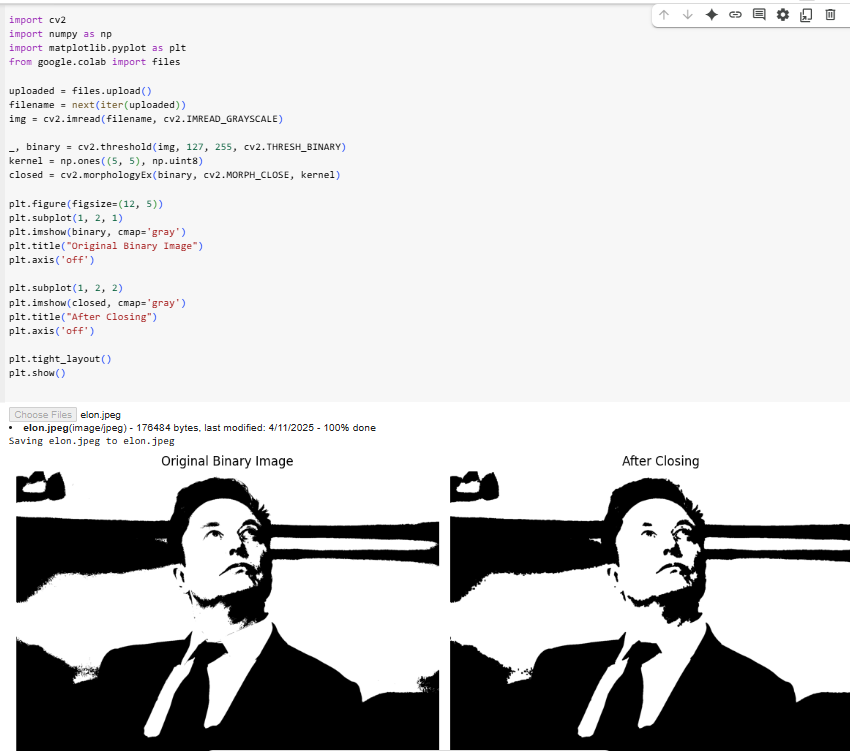 import cv2
import numpy as np
import matplotlib.pyplot as plt
from google.colab import files
uploaded = files.upload()
filename = next(iter(uploaded))
img = cv2.imread(filename, cv2.IMREAD_GRAYSCALE)
_, binary = cv2.threshold(img, 127, 255, cv2.THRESH_BINARY)
kernel = np.ones((5, 5), np.uint8)
closed = cv2.morphologyEx(binary, cv2.MORPH_CLOSE, kernel)
plt.figure(figsize=(12, 5))
plt.subplot(1, 2, 1)
plt.imshow(binary, cmap='gray')
plt.title("Original Binary Image")
plt.axis('off')
plt.subplot(1, 2, 2)
plt.imshow(closed, cmap='gray')
plt.title("After Closing")
plt.axis('off')
plt.tight_layout()
plt.show()
Choose Files elon.jpeg
• elon.jpeg(image/jpeg) - 176484 bytes, last modified: 4/11/2025 - 100% done
Saving elon.jpeg to elon.jpeg
Original Binary Image
After Closing